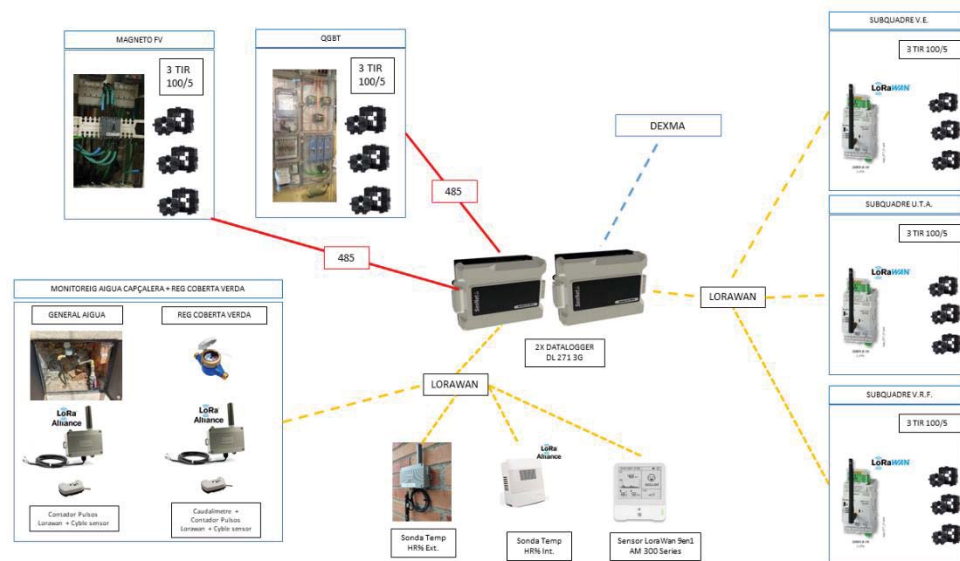 MAGNETO FV
3 TIR
100/5
QGBT
3 TIR
100/5
485
485
DEXMA
2X DATALOGGER
DL 271 3G
LORAWAN
LORAWAN
MONITOREIG AIGUA CAPÇALERA + REG COBERTA VERDA
GENERAL AIGUA
REG COBERTA VERDA
LoRa
Alliance
LoRa
Alliance
Contador Pulsos
Lorawan + Cyble sensor
Caudalimetre +
Contador Pulsos
Lorawan + Cyble sensor
Sonda Temp
HR% Ext.
LoRa
Alliance
Sonda Temp
HR% Int.
Sensor LoraWan 9en1
AM 300 Series
SUBQUADRE V.E.
3 TIR 100/5
LoRaWAN
SUBQUADRE U.T.A.
3 TIR 100/5
LoRaWAN
SUBQUADRE V.R.F.
3 TIR 100/5
LoRaWAN